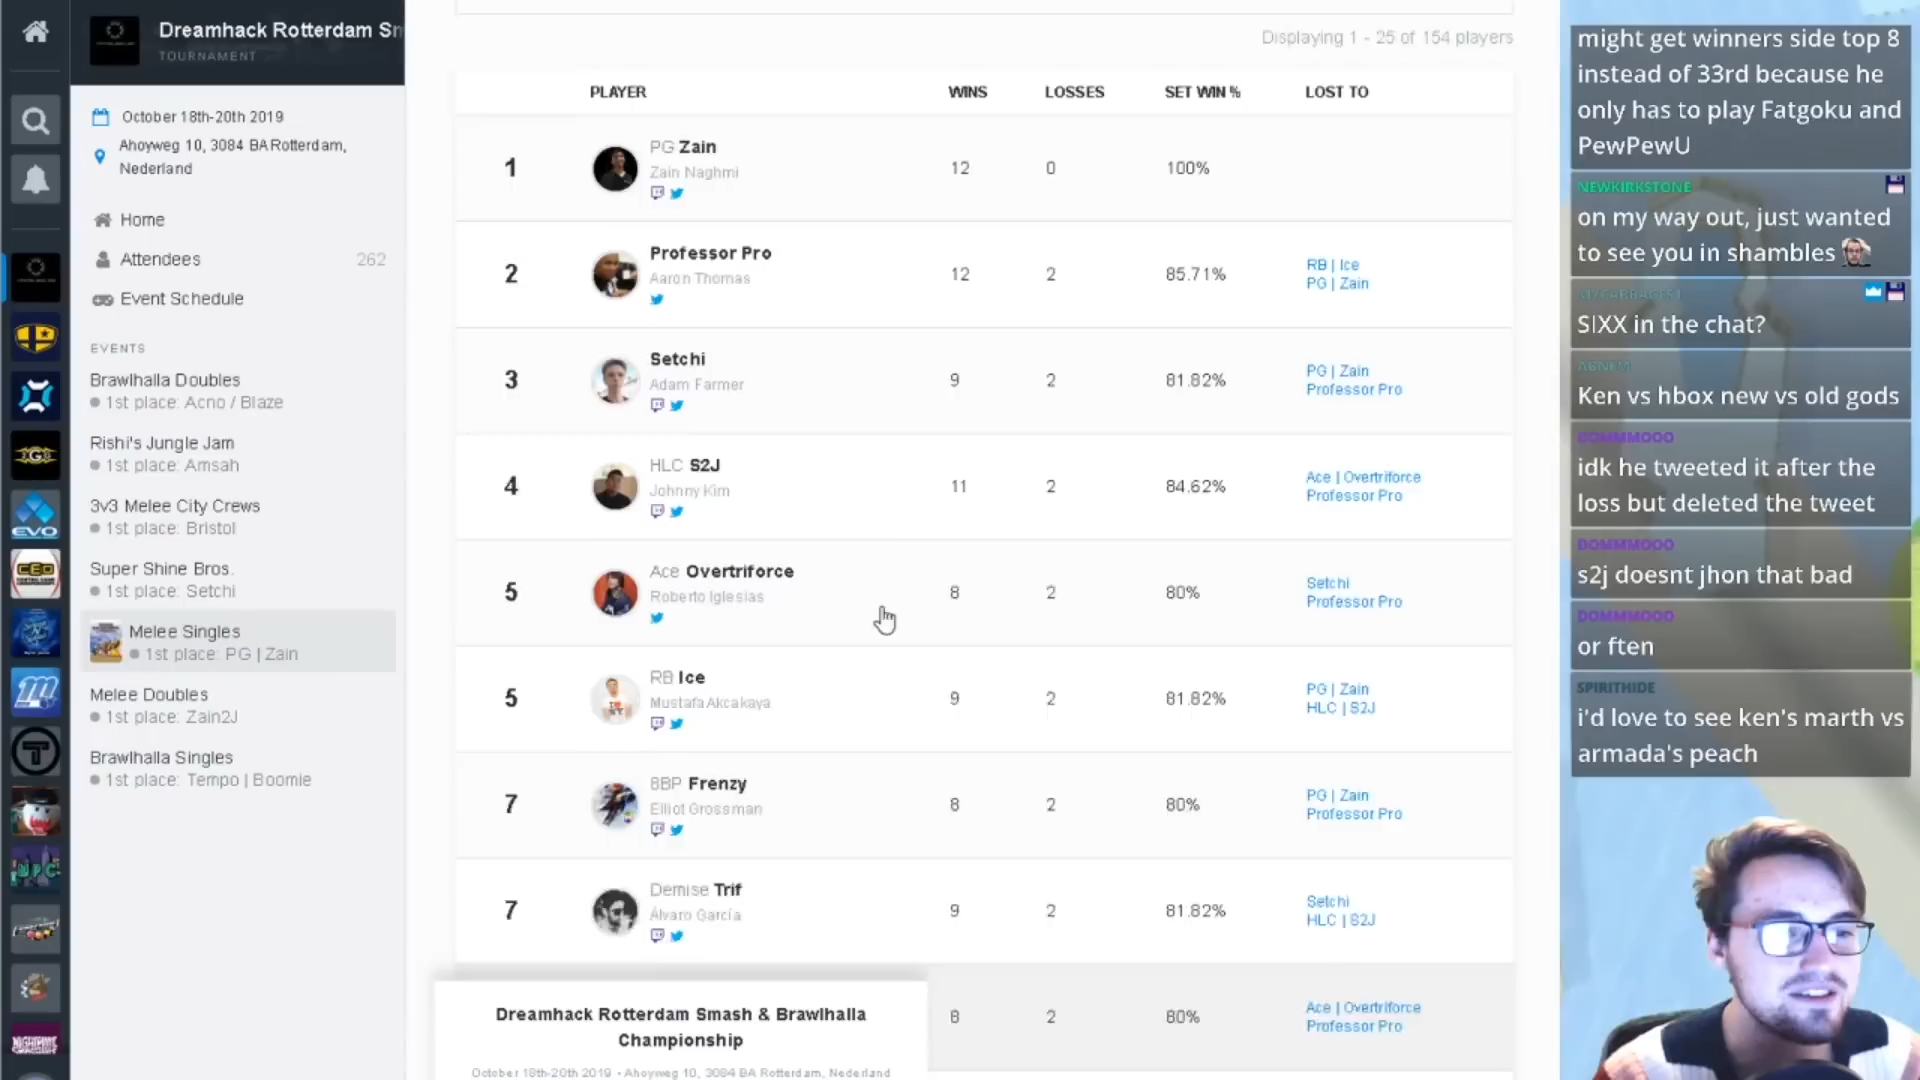 Dreamhack Rotterdam Sm
TOURNAMENT
October 18th-20th 2019
Ahoyweg 10, 3084 BA Rotterdam,
Nederland
Home
Attendees 262
Event Schedule
EVENTS
Brawlhalla Doubles
1st place: Acno / Blaze
Rishi's Jungle Jam
1st place: Amsah
3v3 Melee City Crews
1st place: Bristol
Super Shine Bros.
1st place: Setchi
Melee Singles
1st place: PG | Zain
Melee Doubles
1st place: Zain2J
Brawlhalla Singles
1st place: Tempo | Boomie
EVO
CEO
Displaying 1 - 25 of 154 players
PLAYER WINS LOSSES SET WIN % LOST TO
1 PG Zain 12 0 100%
Zain Naghmi
2 Professor Pro 12 2 85.71% RB | Ice
Aaron Thomas PG | Zain
3 Setchi 9 2 81.82% PG | Zain
Adam Farmer Professor Pro
4 HLC S2J 11 2 84.62% Ace | Overtriforce
Johnny Kim Professor Pro
5 Ace Overtriforce 8 2 80% Setchi
Roberto Iglesias Professor Pro
5 RB Ice 9 2 81.82% PG | Zain
Mustafa Akcakaya HLC | S2J
7 BBP Frenzy 8 2 80% PG | Zain
Elliot Grossman Professor Pro
7 Demise Trif 9 2 81.82% Setchi
Álvaro García HLC | S2J
8 2 80% Ace | Overtriforce
Professor Pro
Dreamhack Rotterdam Smash & Brawlhalla
Championship
October 18th-20th 2019 • Ahoyweg 10, 3084 BA Rotterdam, Nederland
might get winners side top 8
instead of 33rd because he
only has to play Fatgoku and
PewPewU
NEWKIRKSTONE
on my way out, just wanted
to see you in shambles
SIXX in the chat?
Ken vs hbox new vs old gods
DOMMMOOO
idk he tweeted it after the
loss but deleted the tweet
DOMMMOOO
s2j doesnt jhon that bad
DOMMMOOO
or ften
SPIRITHIDE
i'd love to see ken's marth vs
armada's peach